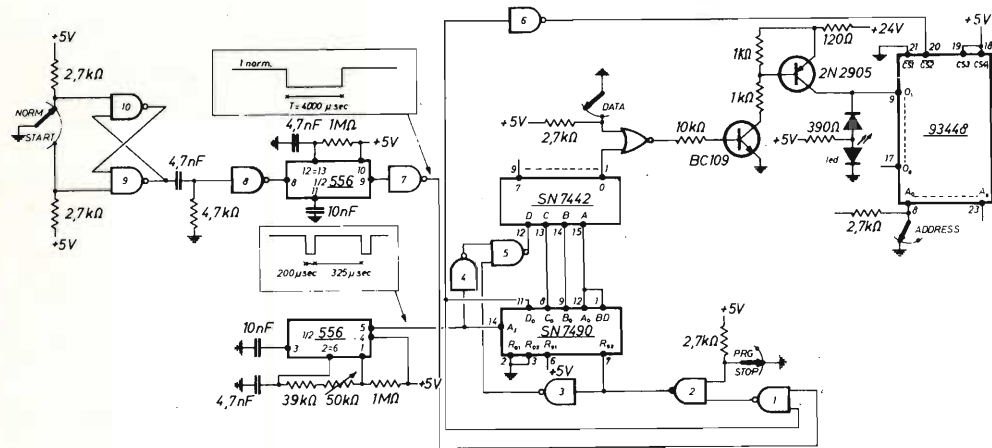 +5V
2,7kΩ
NORM
START
10
9
2,7kΩ
+5V
4,7nF
4,7kΩ
8
1 norm.
T=4000 µsec
4,7nF
1MΩ
+5V
12=13
10
8
1/2 556
9
11
10nF
7
200µsec
325µsec
10nF
1/2 556
3
2=6
5
4
1
4,7nF
39kΩ
50kΩ
1MΩ
+5V
6
DATA
+5V
2,7kΩ
9
7
1
0
SN 7442
D
C
B
A
12
13
14
15
4
5
11
8
9
12
1
D₀
C₀
B₀
A₀
BD
14
A₁
SN7490
R₀₁
R₀₂
R₉₁
R₉₂
2
3
6
7
+5V
3
2
1
+5V
2,7kΩ
PRG
STOP
10kΩ
BC109
1kΩ
1kΩ
120Ω
+24V
2N2905
+5V
390Ω
led
+5V
21
20
19
18
CS1
CS2
CS3
CS4
O₁
9
93448
17
O₈
A₀
8
23
2,7kΩ
ADDRESS